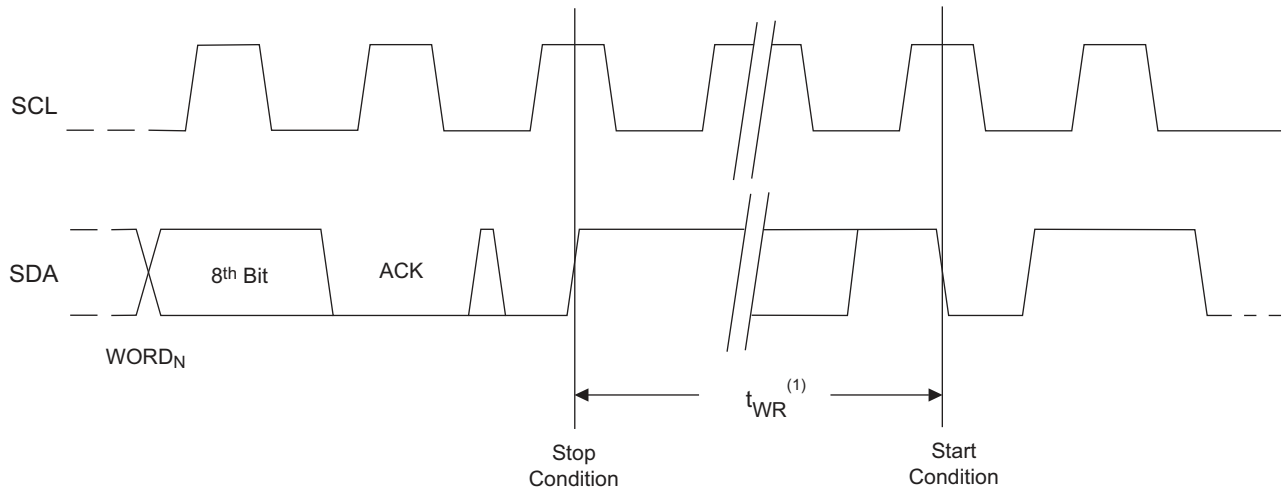 SCL
SDA
8th Bit
ACK
WORDN
tWR(1)
Stop
Condition
Start
Condition